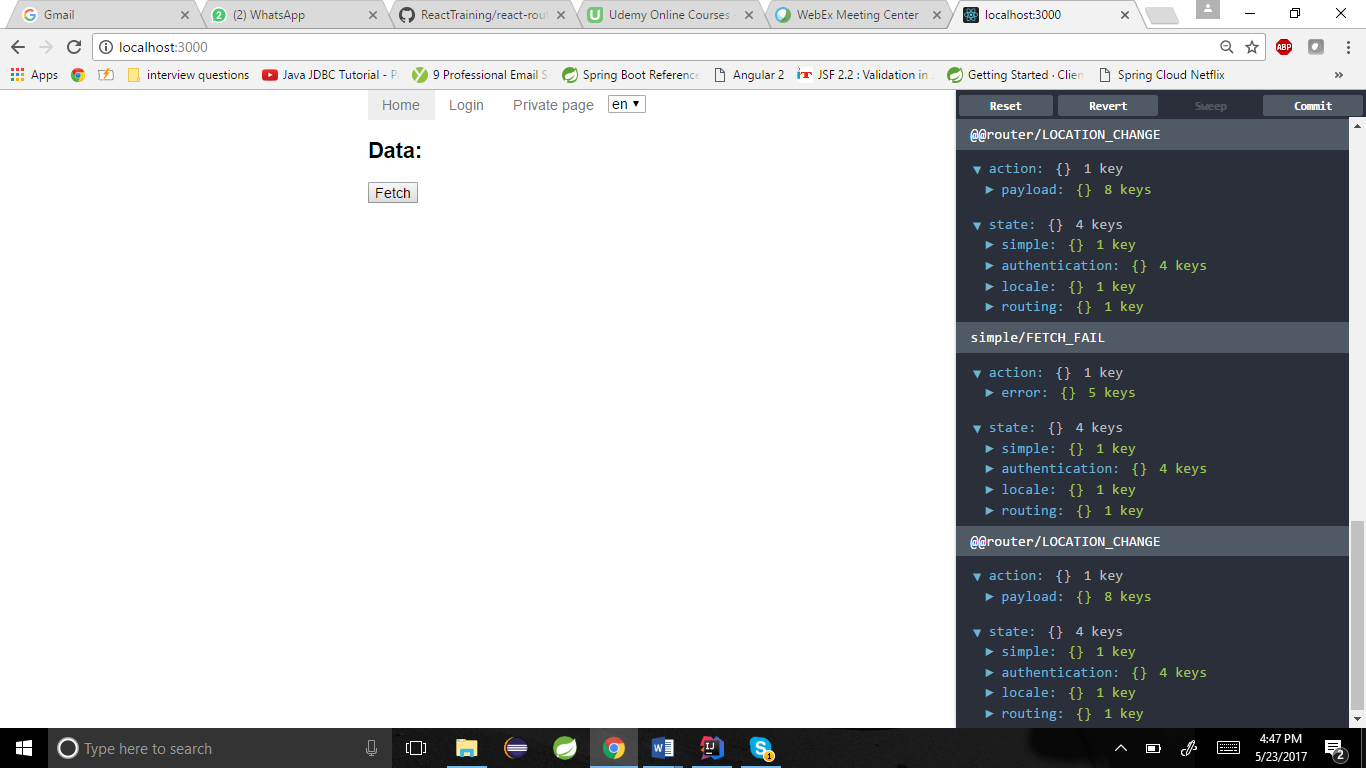 Gmail
(2) WhatsApp
ReactTraining/react-rou
Udemy Online Courses
WebEx Meeting Center
localhost:3000
localhost:3000
ABP
Apps
interview questions
Java JDBC Tutorial - P
9 Professional Email S
Spring Boot Reference
Angular 2
JSF 2.2 : Validation in
Getting Started · Clien
Spring Cloud Netflix
»
Home
Login
Private page
en
Data:
Fetch
Reset
Revert
Sweep
Commit
@@router/LOCATION_CHANGE
action: {} 1 key
payload: {} 8 keys
state: {} 4 keys
simple: {} 1 key
authentication: {} 4 keys
locale: {} 1 key
routing: {} 1 key
simple/FETCH_FAIL
action: {} 1 key
error: {} 5 keys
state: {} 4 keys
simple: {} 1 key
authentication: {} 4 keys
locale: {} 1 key
routing: {} 1 key
@@router/LOCATION_CHANGE
action: {} 1 key
payload: {} 8 keys
state: {} 4 keys
simple: {} 1 key
authentication: {} 4 keys
locale: {} 1 key
routing: {} 1 key
Type here to search
4:47 PM
5/23/2017
2